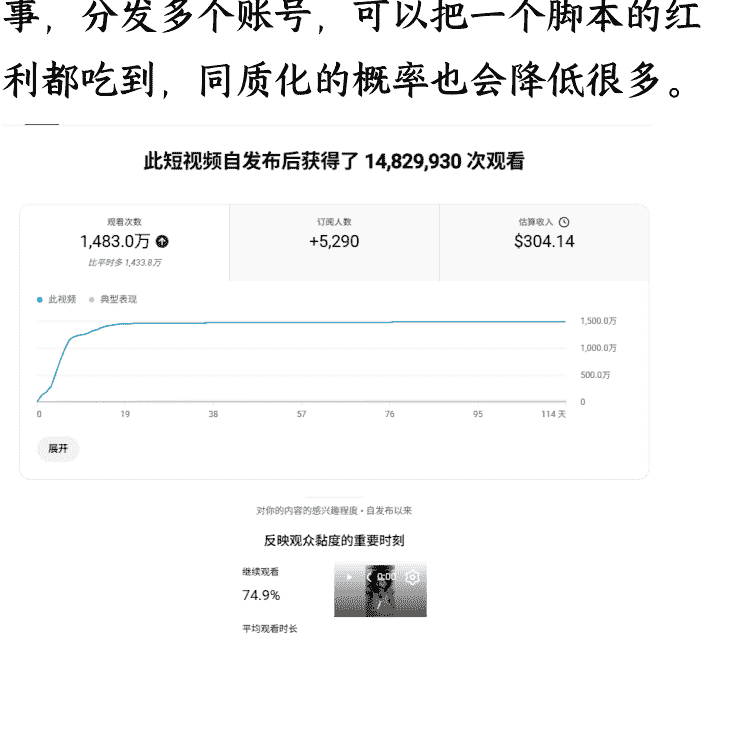 事，分发多个账号，可以把一个脚本的红
利都吃到，同质化的概率也会降低很多。
此短视频自发布后获得了 14,829,930 次观看
观看次数
1,483.0万
比平时多 1,433.8万
订阅人数
+5,290
估算收入
$304.14
此视频 典型表现
1,500.0万
1,000.0万
500.0万
0
0 19 38 57 76 95 114 天
展开
对你的内容的感兴趣程度 • 自发布以来
反映观众黏度的重要时刻
继续观看
74.9%
0:00
平均观看时长